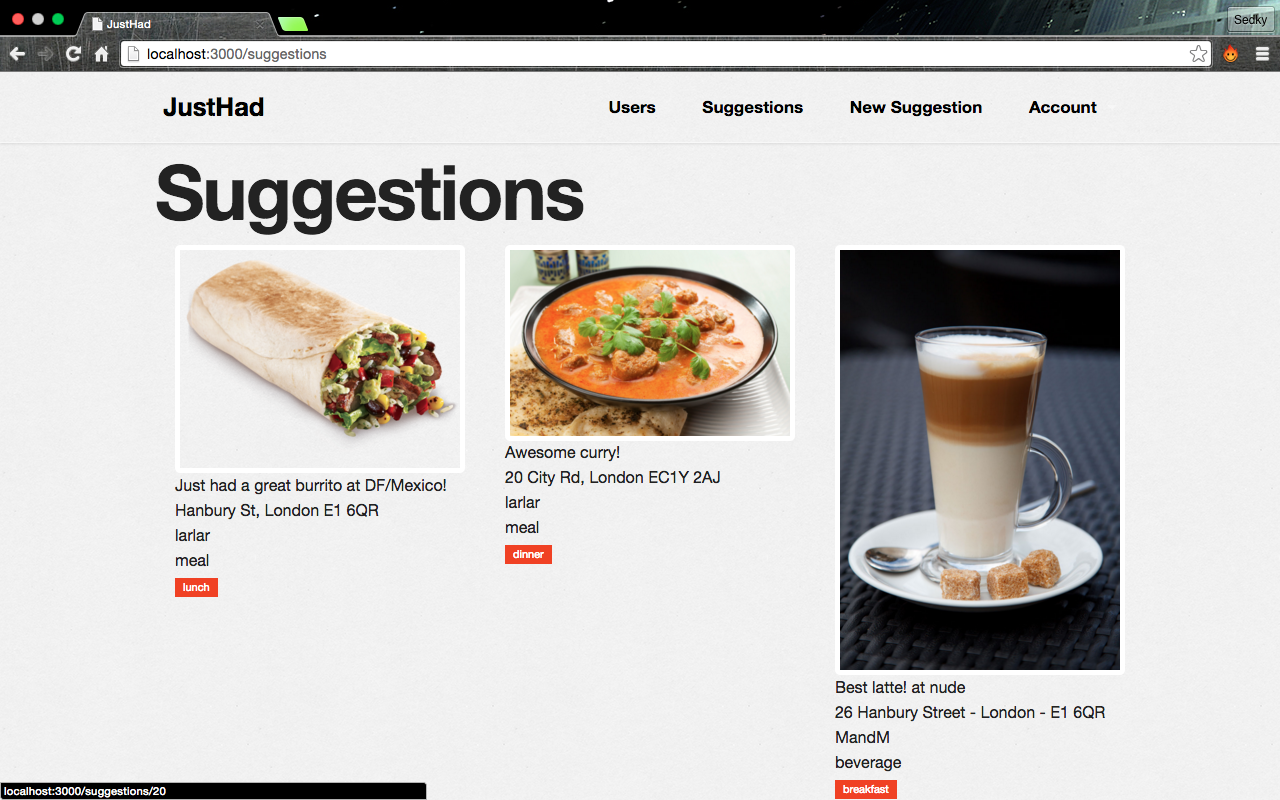 JustHad
Sedky
localhost:3000/suggestions
JustHad
Users
Suggestions
New Suggestion
Account
Suggestions
Just had a great burrito at DF/Mexico!
Hanbury St, London E1 6QR
larlar
meal
lunch
Awesome curry!
20 City Rd, London EC1Y 2AJ
larlar
meal
dinner
Best latte! at nude
26 Hanbury Street - London - E1 6QR
MandM
beverage
breakfast
localhost:3000/suggestions/20